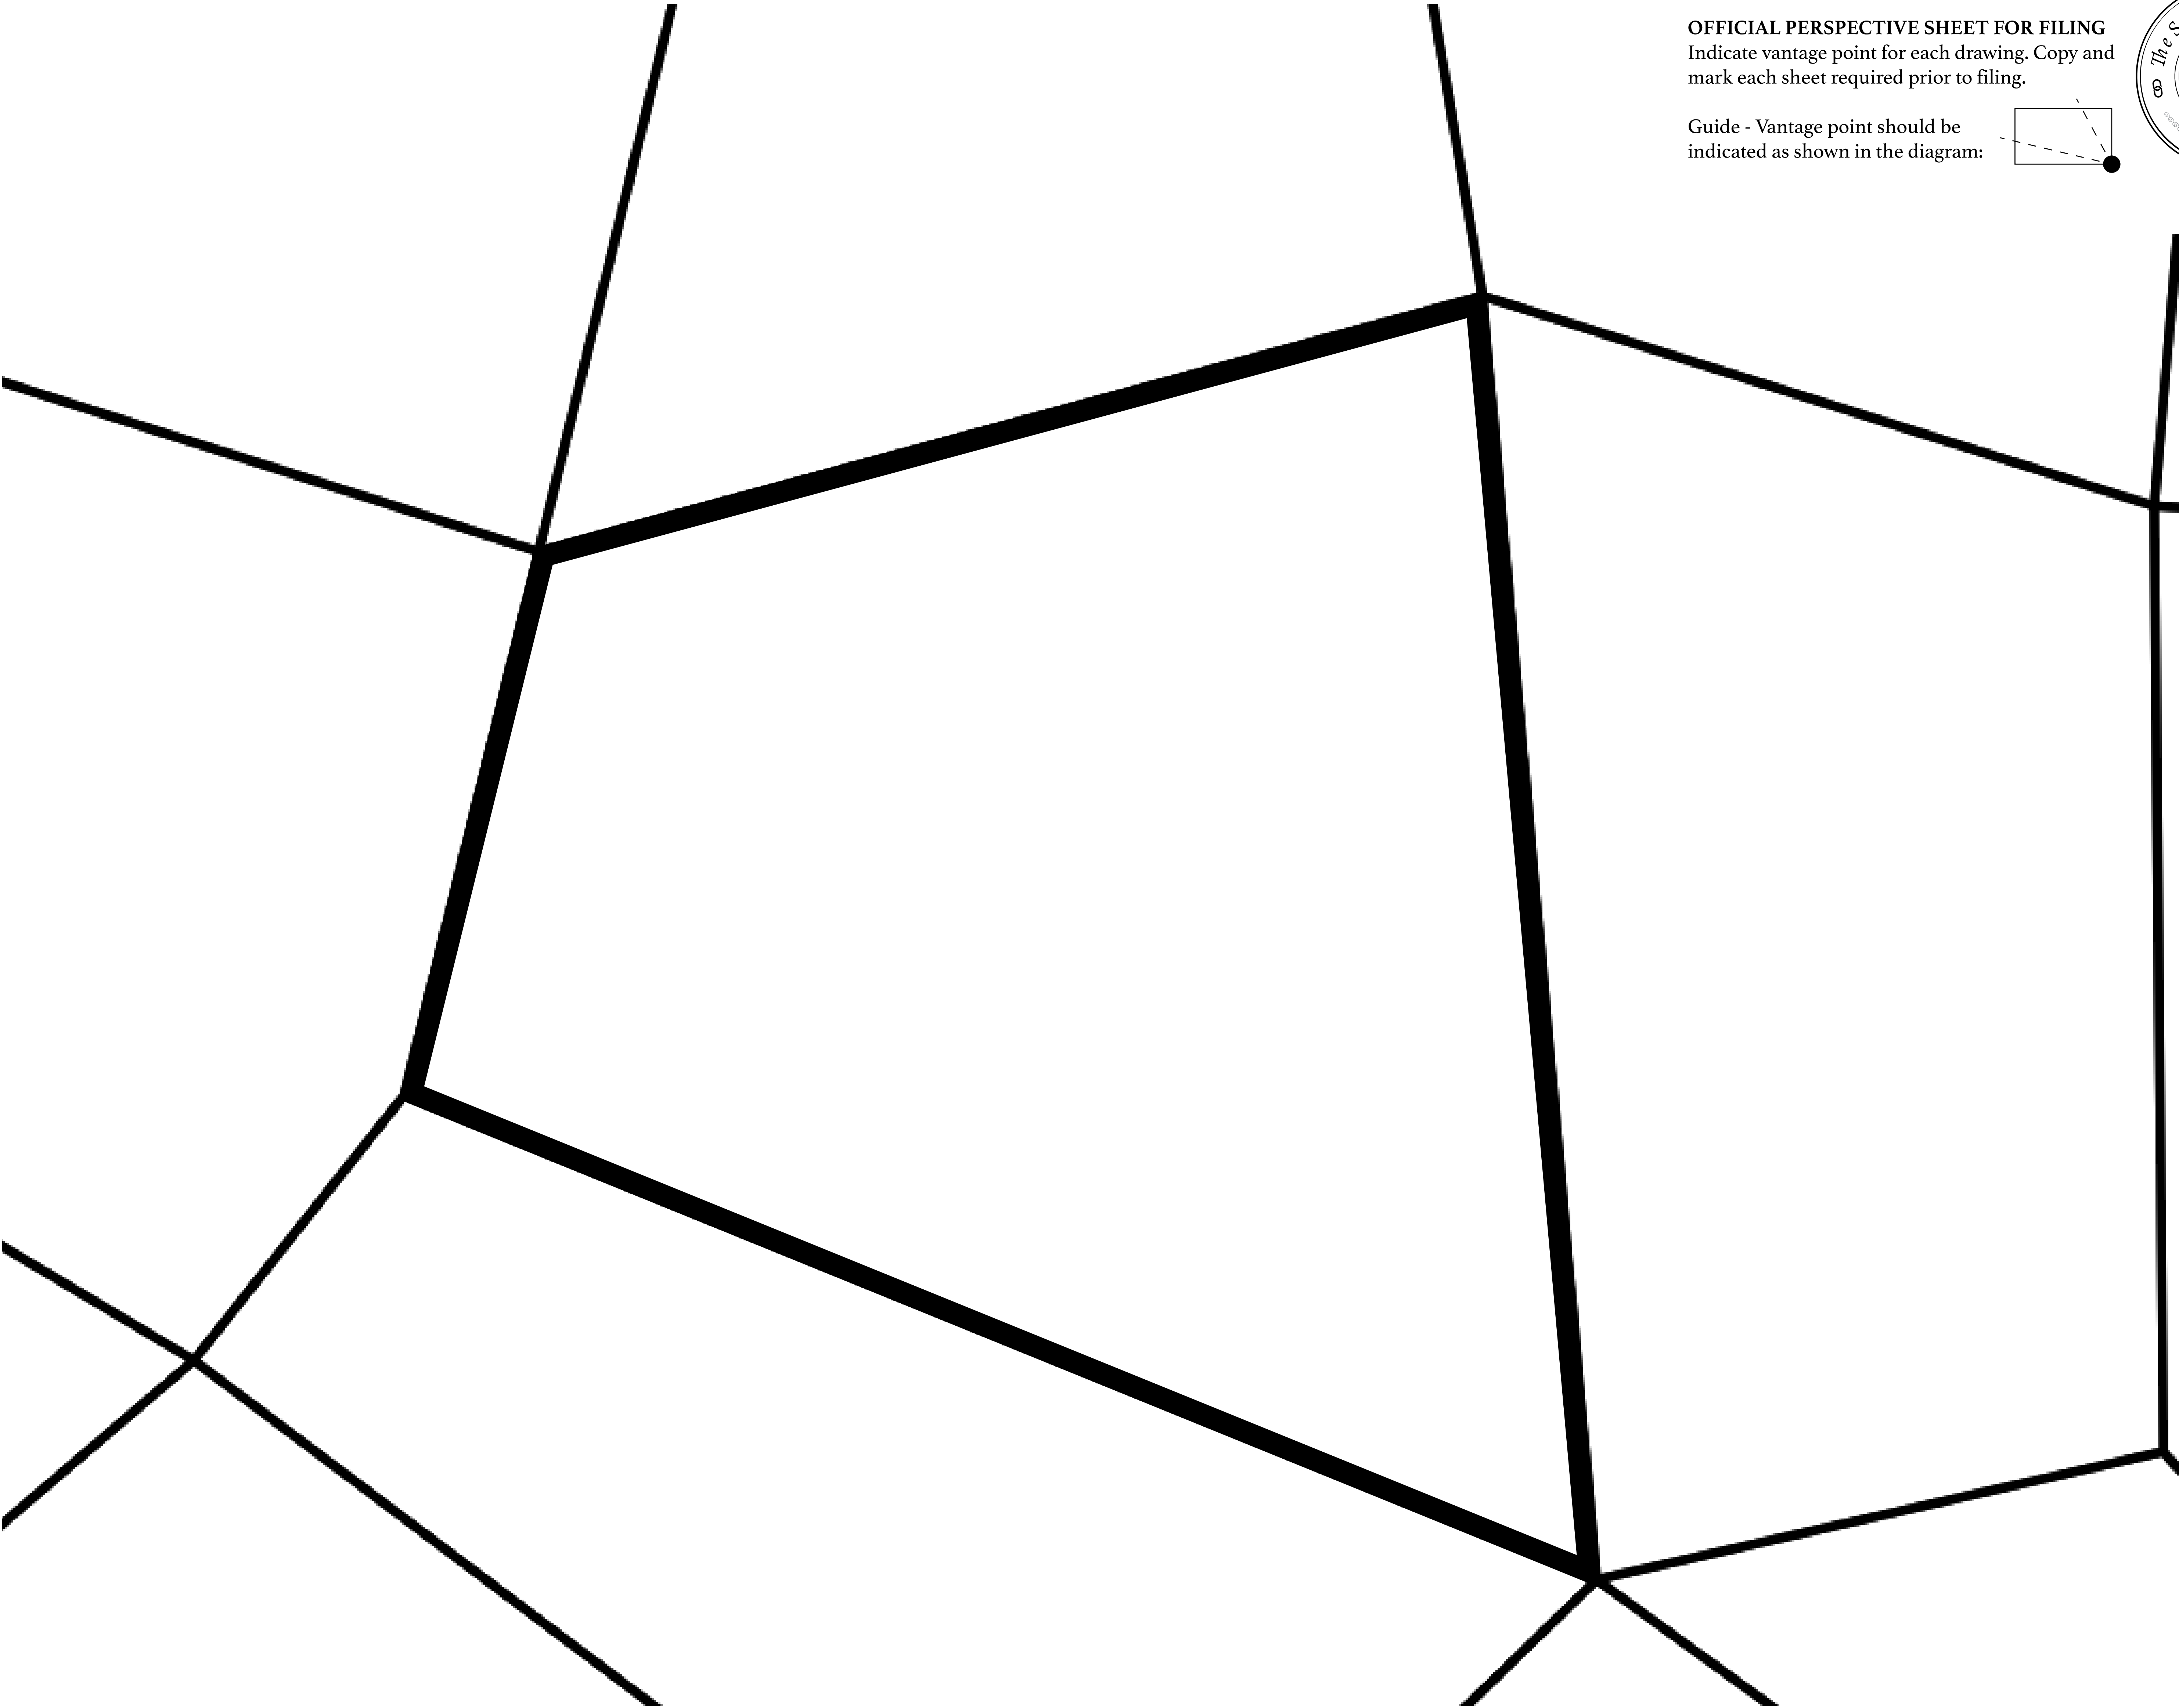 OFFICIAL PERSPECTIVE SHEET FOR FILING
Indicate vantage point for each drawing. Copy and
mark each sheet required prior to filing.
Guide - Vantage point should be
indicated as shown in the diagram:
The